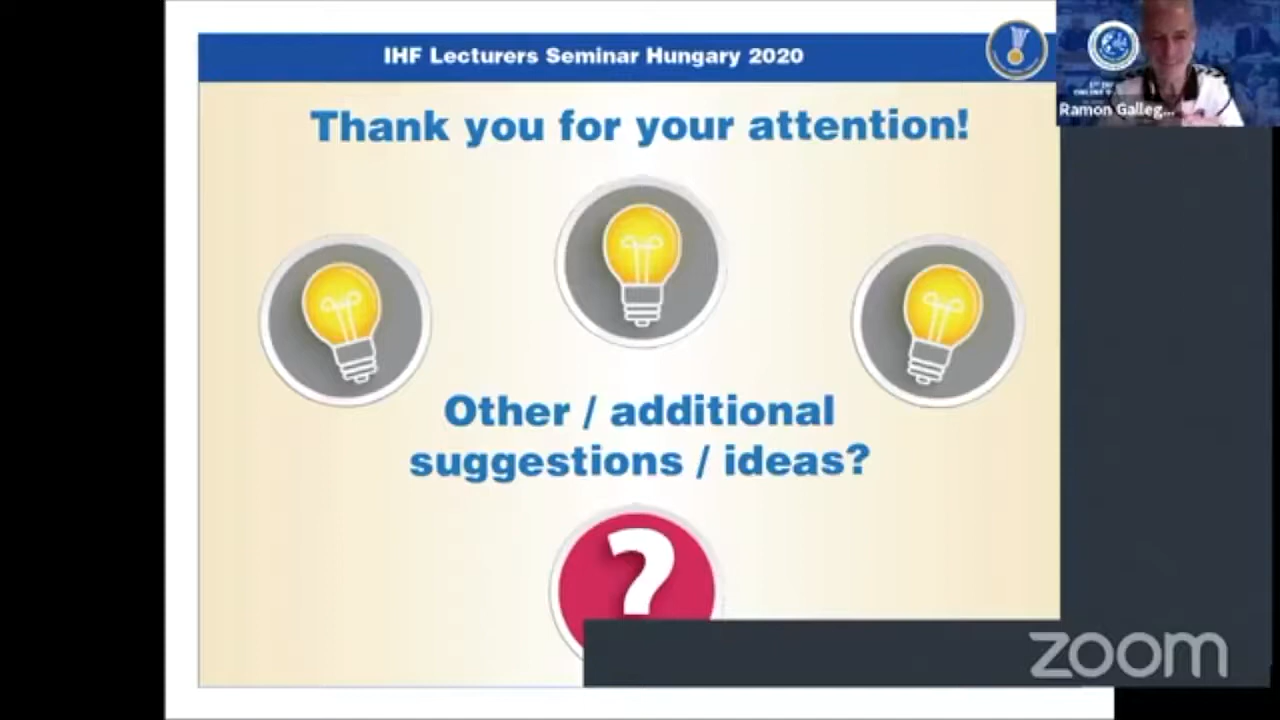 IHF Lecturers Seminar Hungary 2020
Thank you for your attention!
Other / additional
suggestions / ideas?
?
Ramon Galleg...
zoom